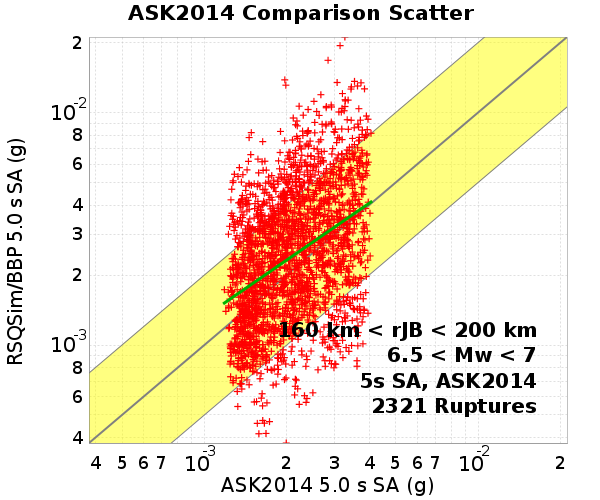 ASK2014 Comparison Scatter
RSQSim/BBP 5.0 s SA (g)
2
10-2
8
6
4
3
2
10-3
8
6
4
160 km < rJB < 200 km
6.5 < Mw < 7
5s SA, ASK2014
2321 Ruptures
4 5 6 7 10-3 2 3 4 5 6 7 10-2 2
ASK2014 5.0 s SA (g)